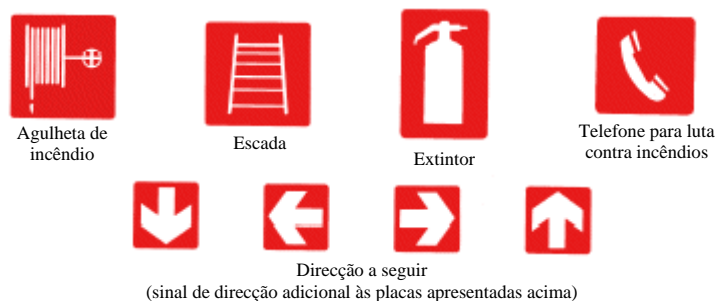 Agulheta de
incêndio
Escada
Extintor
Telefone para luta
contra incêndios
Direcção a seguir
(sinal de direcção adicional às placas apresentadas acima)